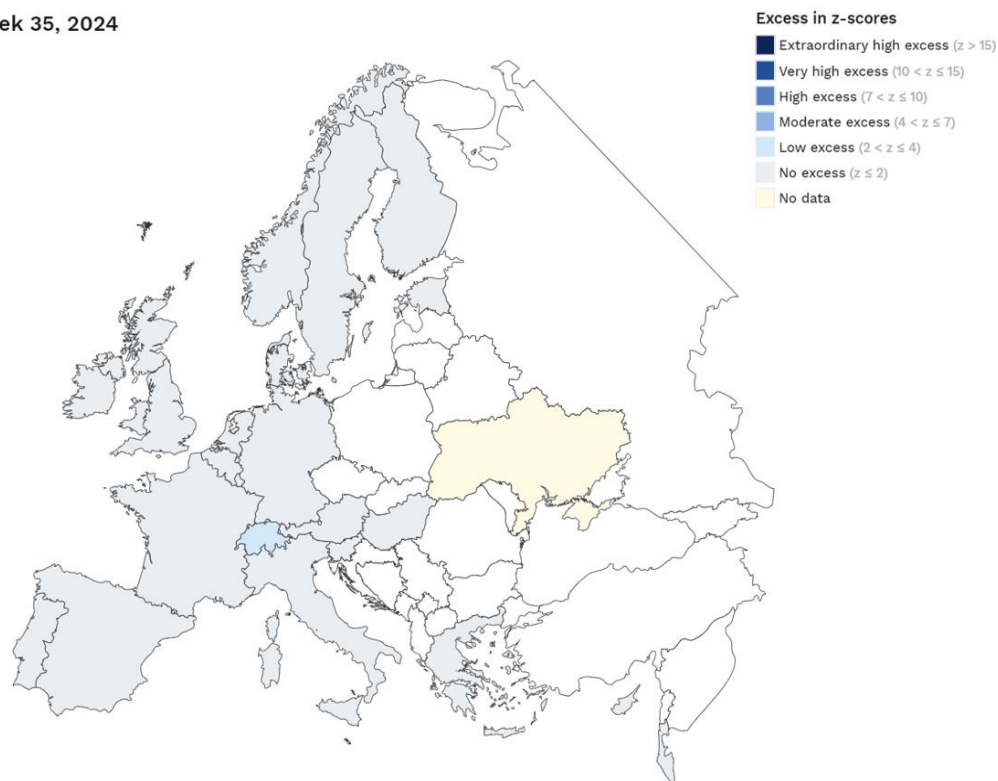 ek 35, 2024
Excess in z-scores
Extraordinary high excess (z > 15)
Very high excess (10 < z ≤ 15)
High excess (7 < z ≤ 10)
Moderate excess (4 < z ≤ 7)
Low excess (2 < z ≤ 4)
No excess (z ≤ 2)
No data